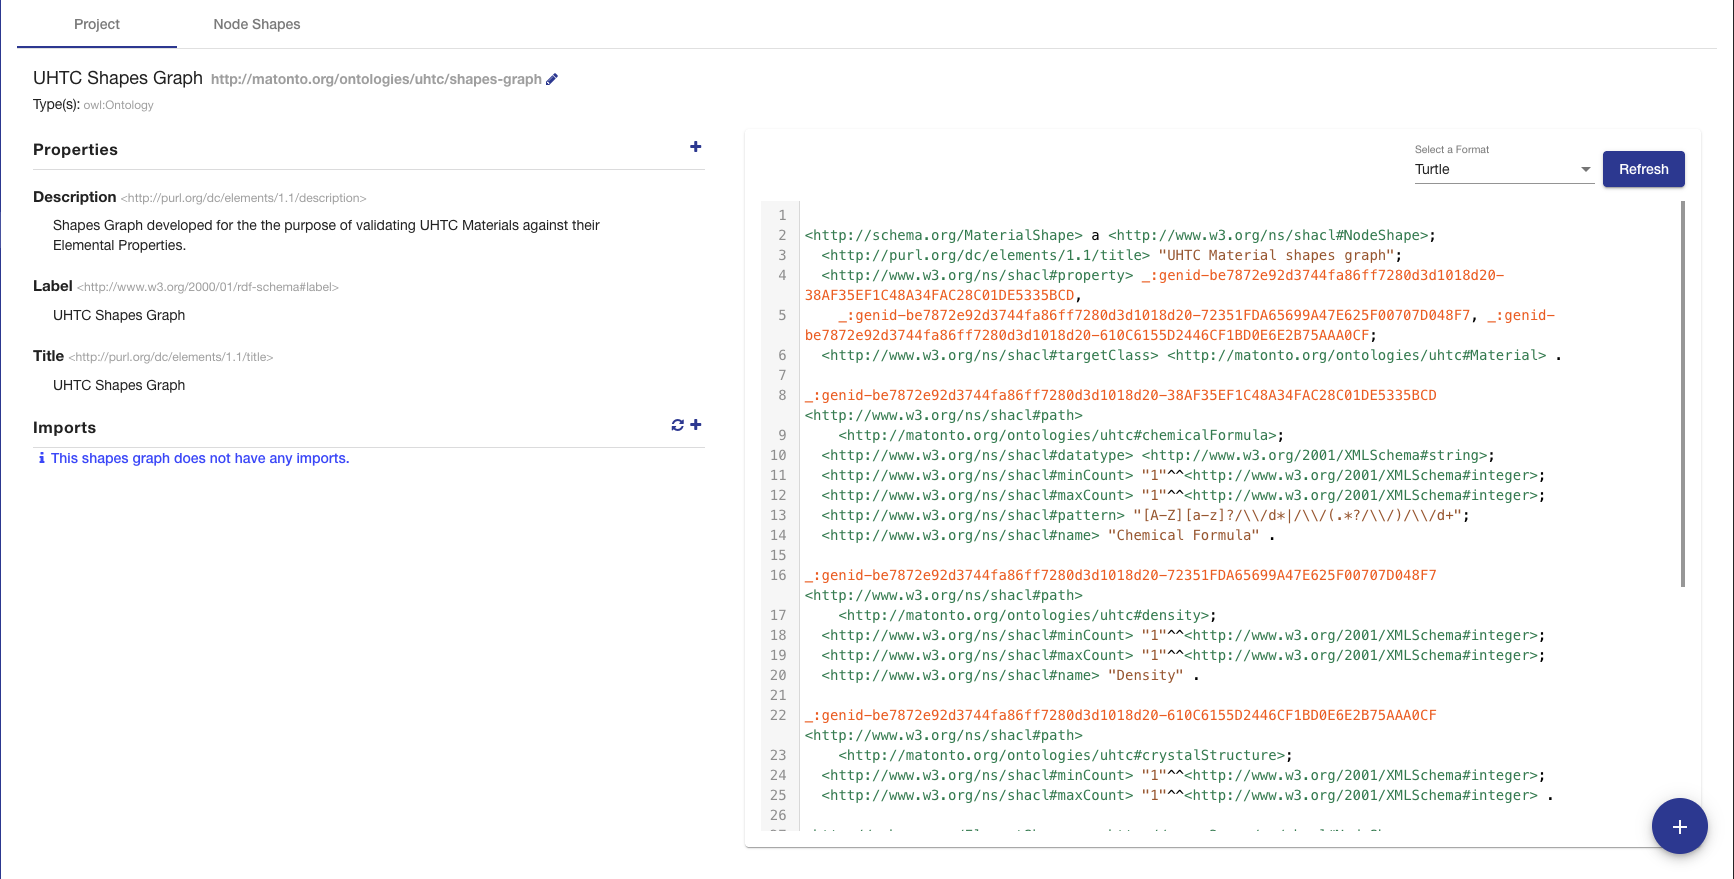 Project
Node Shapes
UHTC Shapes Graph http://matonto.org/ontologies/uhtc/shapes-graph
Type(s): owl:Ontology
Properties
Description <http://purl.org/dc/elements/1.1/description>
Shapes Graph developed for the the purpose of validating UHTC Materials against their
Elemental Properties.
Label <http://www.w3.org/2000/01/rdf-schema#label>
UHTC Shapes Graph
Title <http://purl.org/dc/elements/1.1/title>
UHTC Shapes Graph
Imports
This shapes graph does not have any imports.
Select a Format
Turtle
Refresh
1
2 <http://schema.org/MaterialShape> a <http://www.w3.org/ns/shacl#NodeShape>;
3 <http://purl.org/dc/elements/1.1/title> "UHTC Material shapes graph";
4 <http://www.w3.org/ns/shacl#property> _:genid-be7872e92d3744fa86ff7280d3d1018d20-
38AF35EF1C48A34FAC28C01DE5335BCD,
5 _:genid-be7872e92d3744fa86ff7280d3d1018d20-72351FDA65699A47E625F00707D048F7, _:genid-
be7872e92d3744fa86ff7280d3d1018d20-610C6155D2446CF1BD0E6E2B75AAA0CF;
6 <http://www.w3.org/ns/shacl#targetClass> <http://matonto.org/ontologies/uhtc#Material> .
7
8 _:genid-be7872e92d3744fa86ff7280d3d1018d20-38AF35EF1C48A34FAC28C01DE5335BCD
<http://www.w3.org/ns/shacl#path>
9 <http://matonto.org/ontologies/uhtc#chemicalFormula>;
10 <http://www.w3.org/ns/shacl#datatype> <http://www.w3.org/2001/XMLSchema#string>;
11 <http://www.w3.org/ns/shacl#minCount> "1"^^<http://www.w3.org/2001/XMLSchema#integer>;
12 <http://www.w3.org/ns/shacl#maxCount> "1"^^<http://www.w3.org/2001/XMLSchema#integer>;
13 <http://www.w3.org/ns/shacl#pattern> "[A-Z][a-z]?/\\/d*|/\\/(.*?/\\/)/\\/d+";
14 <http://www.w3.org/ns/shacl#name> "Chemical Formula" .
15
16 _:genid-be7872e92d3744fa86ff7280d3d1018d20-72351FDA65699A47E625F00707D048F7
<http://www.w3.org/ns/shacl#path>
17 <http://matonto.org/ontologies/uhtc#density>;
18 <http://www.w3.org/ns/shacl#minCount> "1"^^<http://www.w3.org/2001/XMLSchema#integer>;
19 <http://www.w3.org/ns/shacl#maxCount> "1"^^<http://www.w3.org/2001/XMLSchema#integer>;
20 <http://www.w3.org/ns/shacl#name> "Density" .
21
22 _:genid-be7872e92d3744fa86ff7280d3d1018d20-610C6155D2446CF1BD0E6E2B75AAA0CF
<http://www.w3.org/ns/shacl#path>
23 <http://matonto.org/ontologies/uhtc#crystalStructure>;
24 <http://www.w3.org/ns/shacl#minCount> "1"^^<http://www.w3.org/2001/XMLSchema#integer>;
25 <http://www.w3.org/ns/shacl#maxCount> "1"^^<http://www.w3.org/2001/XMLSchema#integer> .
26